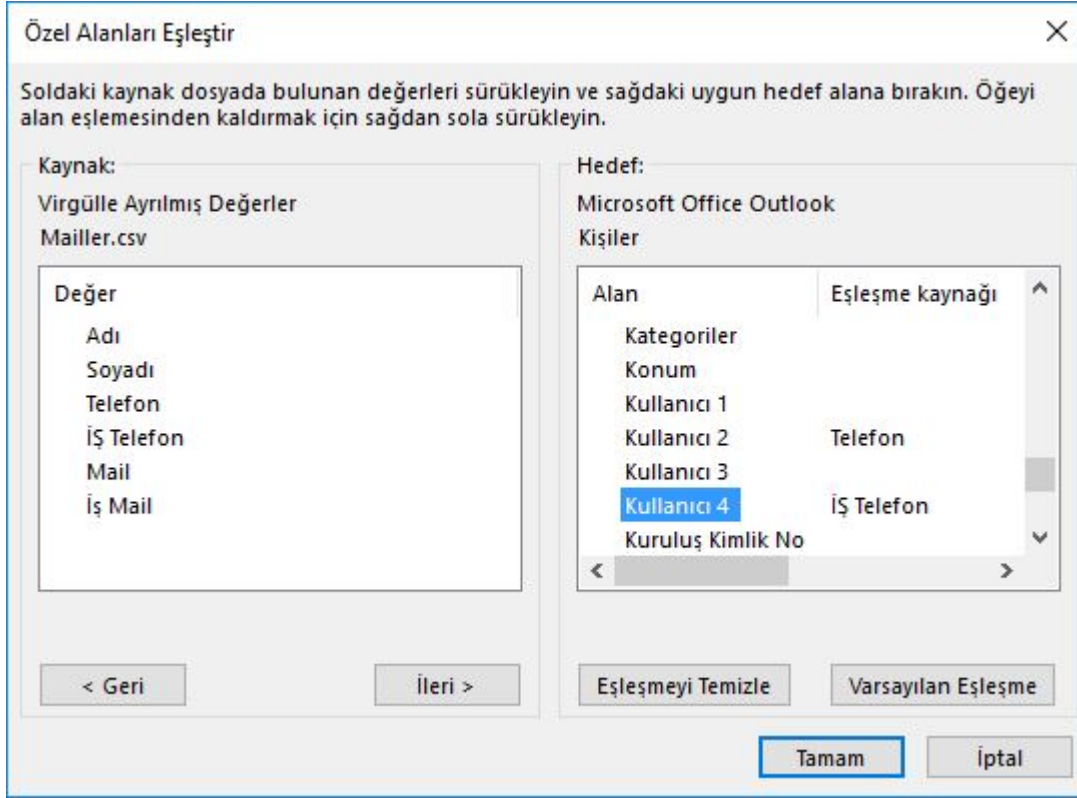 Özel Alanları Eşleştir
Soldaki kaynak dosyada bulunan değerleri sürükleyin ve sağdaki uygun hedef alana bırakın. Öğeyi
alan eşlemesinden kaldırmak için sağdan sola sürükleyin.
Kaynak:
Virgülle Ayrılmış Değerler
Mailler.csv
Değer
Adı
Soyadı
Telefon
İŞ Telefon
Mail
İş Mail
< Geri
İleri >
Hedef:
Microsoft Office Outlook
Kişiler
Alan Eşleşme kaynağı
Kategoriler
Konum
Kullanıcı 1
Kullanıcı 2 Telefon
Kullanıcı 3
Kullanıcı 4 İŞ Telefon
Kuruluş Kimlik No
Eşleşmeyi Temizle
Varsayılan Eşleşme
Tamam
İptal